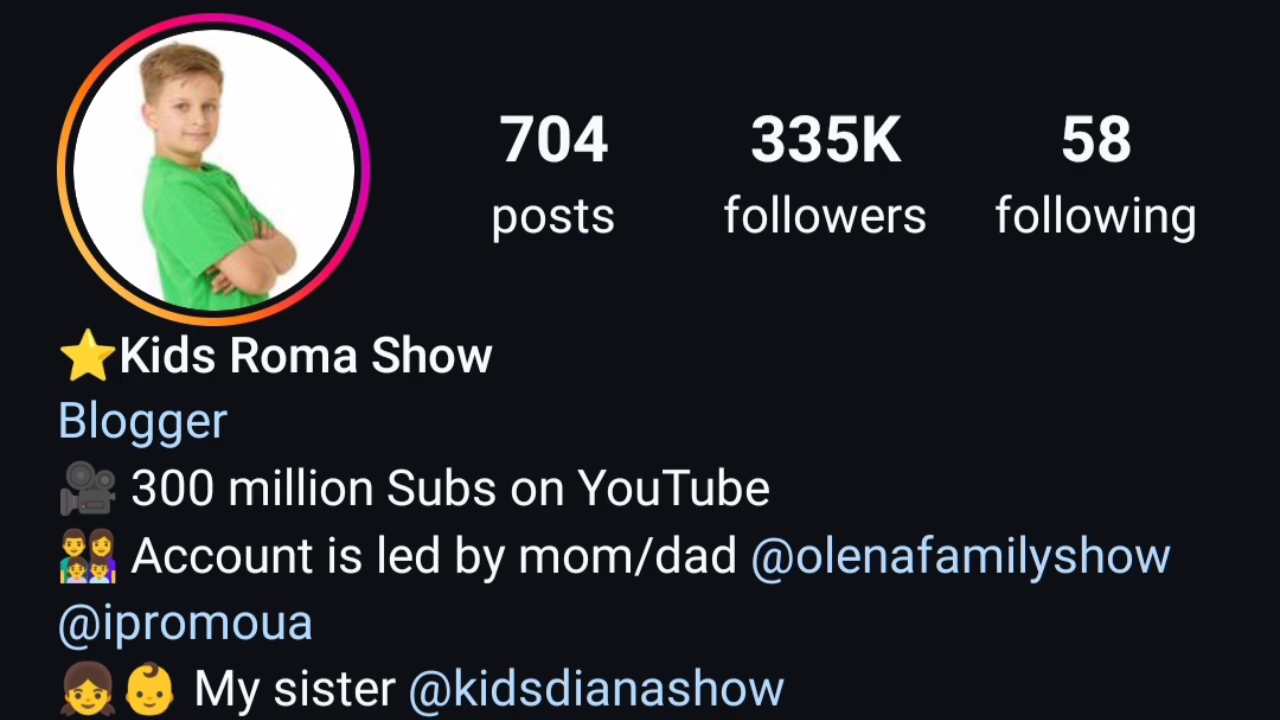 704 335K 58
posts followers following
⭐Kids Roma Show
Blogger
🎥 300 million Subs on YouTube
👨‍👩‍👧‍👦 Account is led by mom/dad @olenafamilyshow
@ipromoua
👧👶 My sister @kidsdianashow